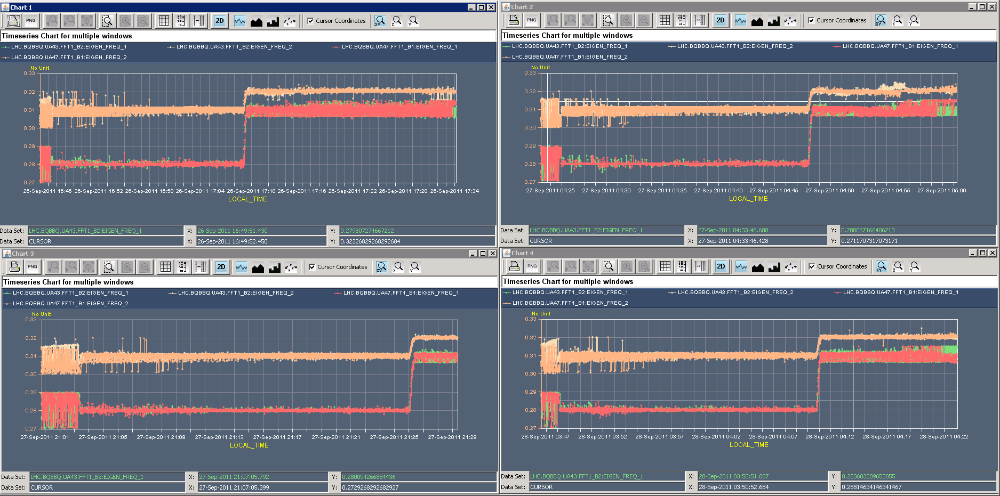 Chart 1
PNG 2D Cursor Coordinates XY X Y
Timeseries Chart for multiple windows
LHC.BQBBQ.UA43.FFT1_B2:EIGEN_FREQ_1 LHC.BQBBQ.UA43.FFT1_B2:EIGEN_FREQ_2 LHC.BQBBQ.UA47.FFT1_B1:EIGEN_FREQ_1
LHC.BQBBQ.UA47.FFT1_B1:EIGEN_FREQ_2
No Unit
0.33
0.32
0.31
0.30
0.29
0.28
0.27
26-Sep-2011 16:46 26-Sep-2011 16:52 26-Sep-2011 16:58 26-Sep-2011 17:04 26-Sep-2011 17:10 26-Sep-2011 17:16 26-Sep-2011 17:22 26-Sep-2011 17:28 26-Sep-2011 17:34
LOCAL_TIME
Data Set: LHC.BQBBQ.UA43.FFT1_B2:EIGEN_FREQ_1 X: 26-Sep-2011 16:49:51.430 Y: 0.279807274667212
Data Set: CURSOR X: 26-Sep-2011 16:49:52.450 Y: 0.32326829268292684
Chart 2
PNG 2D Cursor Coordinates XY X Y
Timeseries Chart for multiple windows
LHC.BQBBQ.UA43.FFT1_B2:EIGEN_FREQ_1 LHC.BQBBQ.UA43.FFT1_B2:EIGEN_FREQ_2 LHC.BQBBQ.UA47.FFT1_B1:EIGEN_FREQ_1
LHC.BQBBQ.UA47.FFT1_B1:EIGEN_FREQ_2
No Unit
0.33
0.32
0.31
0.30
0.29
0.28
0.27
27-Sep-2011 04:25 27-Sep-2011 04:30 27-Sep-2011 04:35 27-Sep-2011 04:40 27-Sep-2011 04:45 27-Sep-2011 04:50 27-Sep-2011 04:55 27-Sep-2011 05:00
LOCAL_TIME
Data Set: LHC.BQBBQ.UA43.FFT1_B2:EIGEN_FREQ_1 X: 27-Sep-2011 04:33:46.600 Y: 0.280067166406213
Data Set: CURSOR X: 27-Sep-2011 04:33:46.428 Y: 0.2711707317073171
Chart 3
PNG 2D Cursor Coordinates XY X Y
Timeseries Chart for multiple windows
LHC.BQBBQ.UA43.FFT1_B2:EIGEN_FREQ_1 LHC.BQBBQ.UA43.FFT1_B2:EIGEN_FREQ_2 LHC.BQBBQ.UA47.FFT1_B1:EIGEN_FREQ_1
LHC.BQBBQ.UA47.FFT1_B1:EIGEN_FREQ_2
No Unit
0.33
0.32
0.31
0.30
0.29
0.28
0.27
27-Sep-2011 21:01 27-Sep-2011 21:05 27-Sep-2011 21:09 27-Sep-2011 21:13 27-Sep-2011 21:17 27-Sep-2011 21:21 27-Sep-2011 21:25 27-Sep-2011 21:29
LOCAL_TIME
Data Set: LHC.BQBBQ.UA43.FFT1_B2:EIGEN_FREQ_1 X: 27-Sep-2011 21:07:05.792 Y: 0.280094266884436
Data Set: CURSOR X: 27-Sep-2011 21:07:05.399 Y: 0.2729268292682927
Chart 4
PNG 2D Cursor Coordinates XY X Y
Timeseries Chart for multiple windows
LHC.BQBBQ.UA43.FFT1_B2:EIGEN_FREQ_1 LHC.BQBBQ.UA43.FFT1_B2:EIGEN_FREQ_2 LHC.BQBBQ.UA47.FFT1_B1:EIGEN_FREQ_1
LHC.BQBBQ.UA47.FFT1_B1:EIGEN_FREQ_2
No Unit
0.33
0.32
0.31
0.30
0.29
0.28
0.27
28-Sep-2011 03:47 28-Sep-2011 03:52 28-Sep-2011 03:57 28-Sep-2011 04:02 28-Sep-2011 04:07 28-Sep-2011 04:12 28-Sep-2011 04:17 28-Sep-2011 04:22
LOCAL_TIME
Data Set: LHC.BQBBQ.UA43.FFT1_B2:EIGEN_FREQ_1 X: 28-Sep-2011 03:50:51.887 Y: 0.283603209653055
Data Set: CURSOR X: 28-Sep-2011 03:50:52.684 Y: 0.28814634146341467